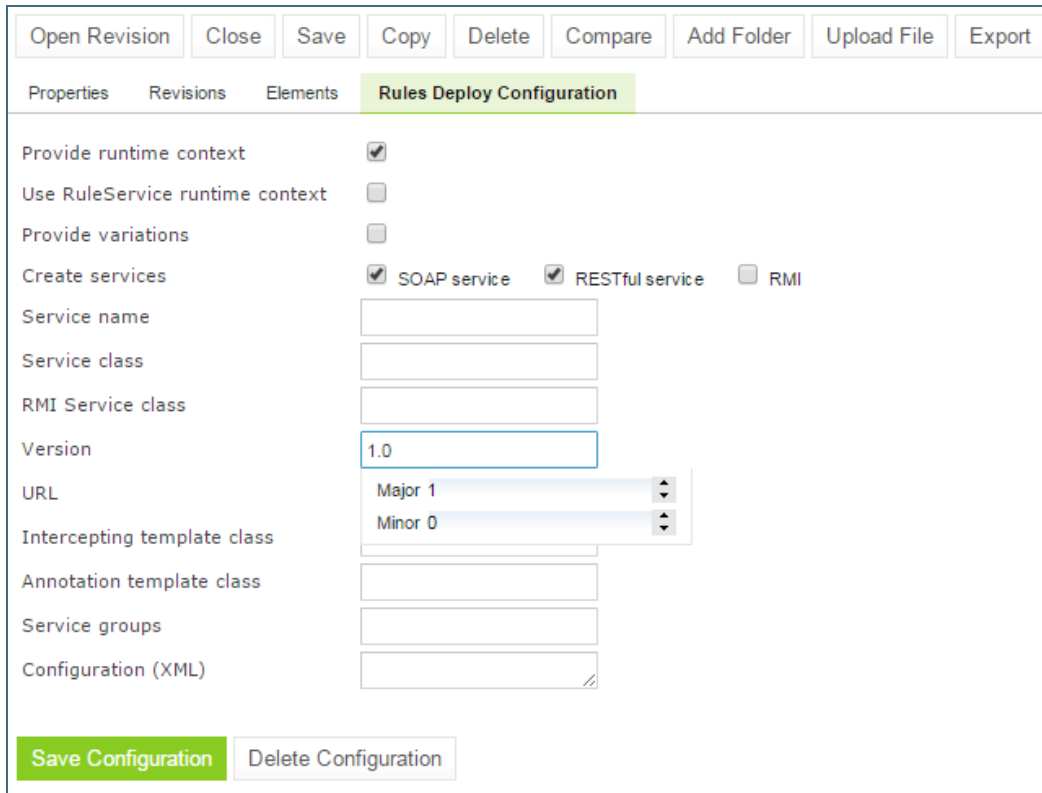 Open Revision Close Save Copy Delete Compare Add Folder Upload File Export
Properties Revisions Elements Rules Deploy Configuration
Provide runtime context
Use RuleService runtime context
Provide variations
Create services SOAP service RESTful service RMI
Service name
Service class
RMI Service class
Version 1.0
URL Major 1
Minor 0
Intercepting template class
Annotation template class
Service groups
Configuration (XML)
Save Configuration Delete Configuration